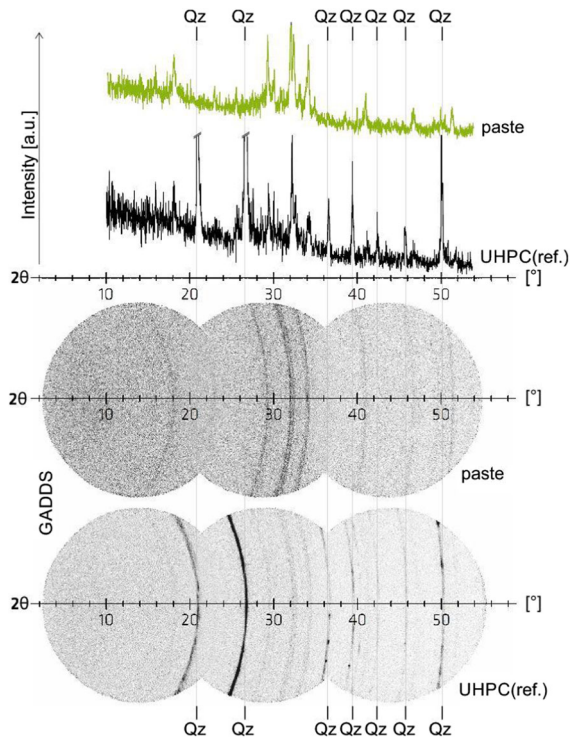 Qz Qz Qz Qz Qz Qz Qz
Intensity [a.u.]
paste
UHPC(ref.)
2θ [°]
10 20 30 40 50
2θ [°]
10 20 30 40 50
paste
GADDS
2θ [°]
10 20 30 40 50
UHPC(ref.)
Qz Qz Qz Qz Qz Qz Qz